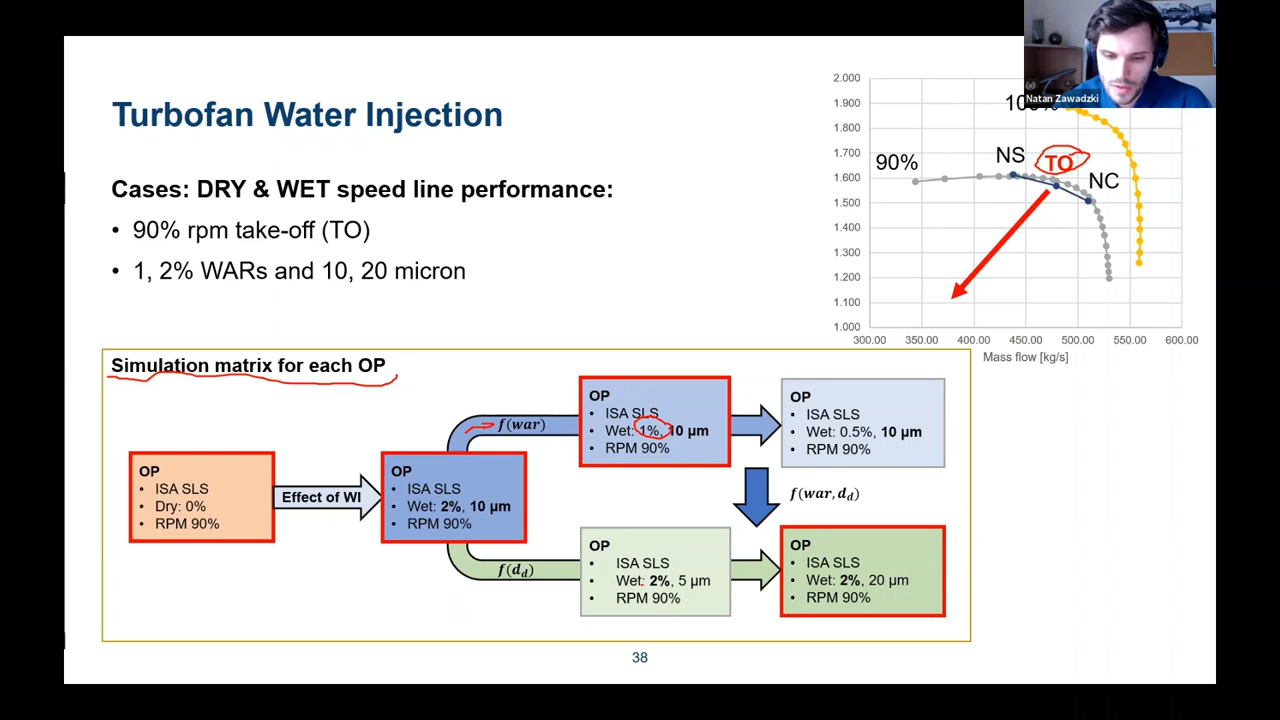 Turbofan Water Injection
Cases: DRY & WET speed line performance:
• 90% rpm take-off (TO)
• 1, 2% WARs and 10, 20 micron
Natan Zawadzki
2.000
1.900
1.800
1.700
1.600
1.500
1.400
1.300
1.200
1.100
1.000
90%
NS
TO
NC
300.00 350.00 400.00 450.00 500.00 550.00 600.00
Mass flow [kg/s]
Simulation matrix for each OP
OP
• ISA SLS
• Dry: 0%
• RPM 90%
Effect of WI
OP
• ISA SLS
• Wet: 2%, 10 µm
• RPM 90%
f(war)
OP
• ISA SLS
• Wet: 1%, 10 µm
• RPM 90%
OP
• ISA SLS
• Wet: 0.5%, 10 µm
• RPM 90%
f(war, dd)
f(dd)
OP
• ISA SLS
• Wet: 2%, 5 µm
• RPM 90%
OP
• ISA SLS
• Wet: 2%, 20 µm
• RPM 90%
38